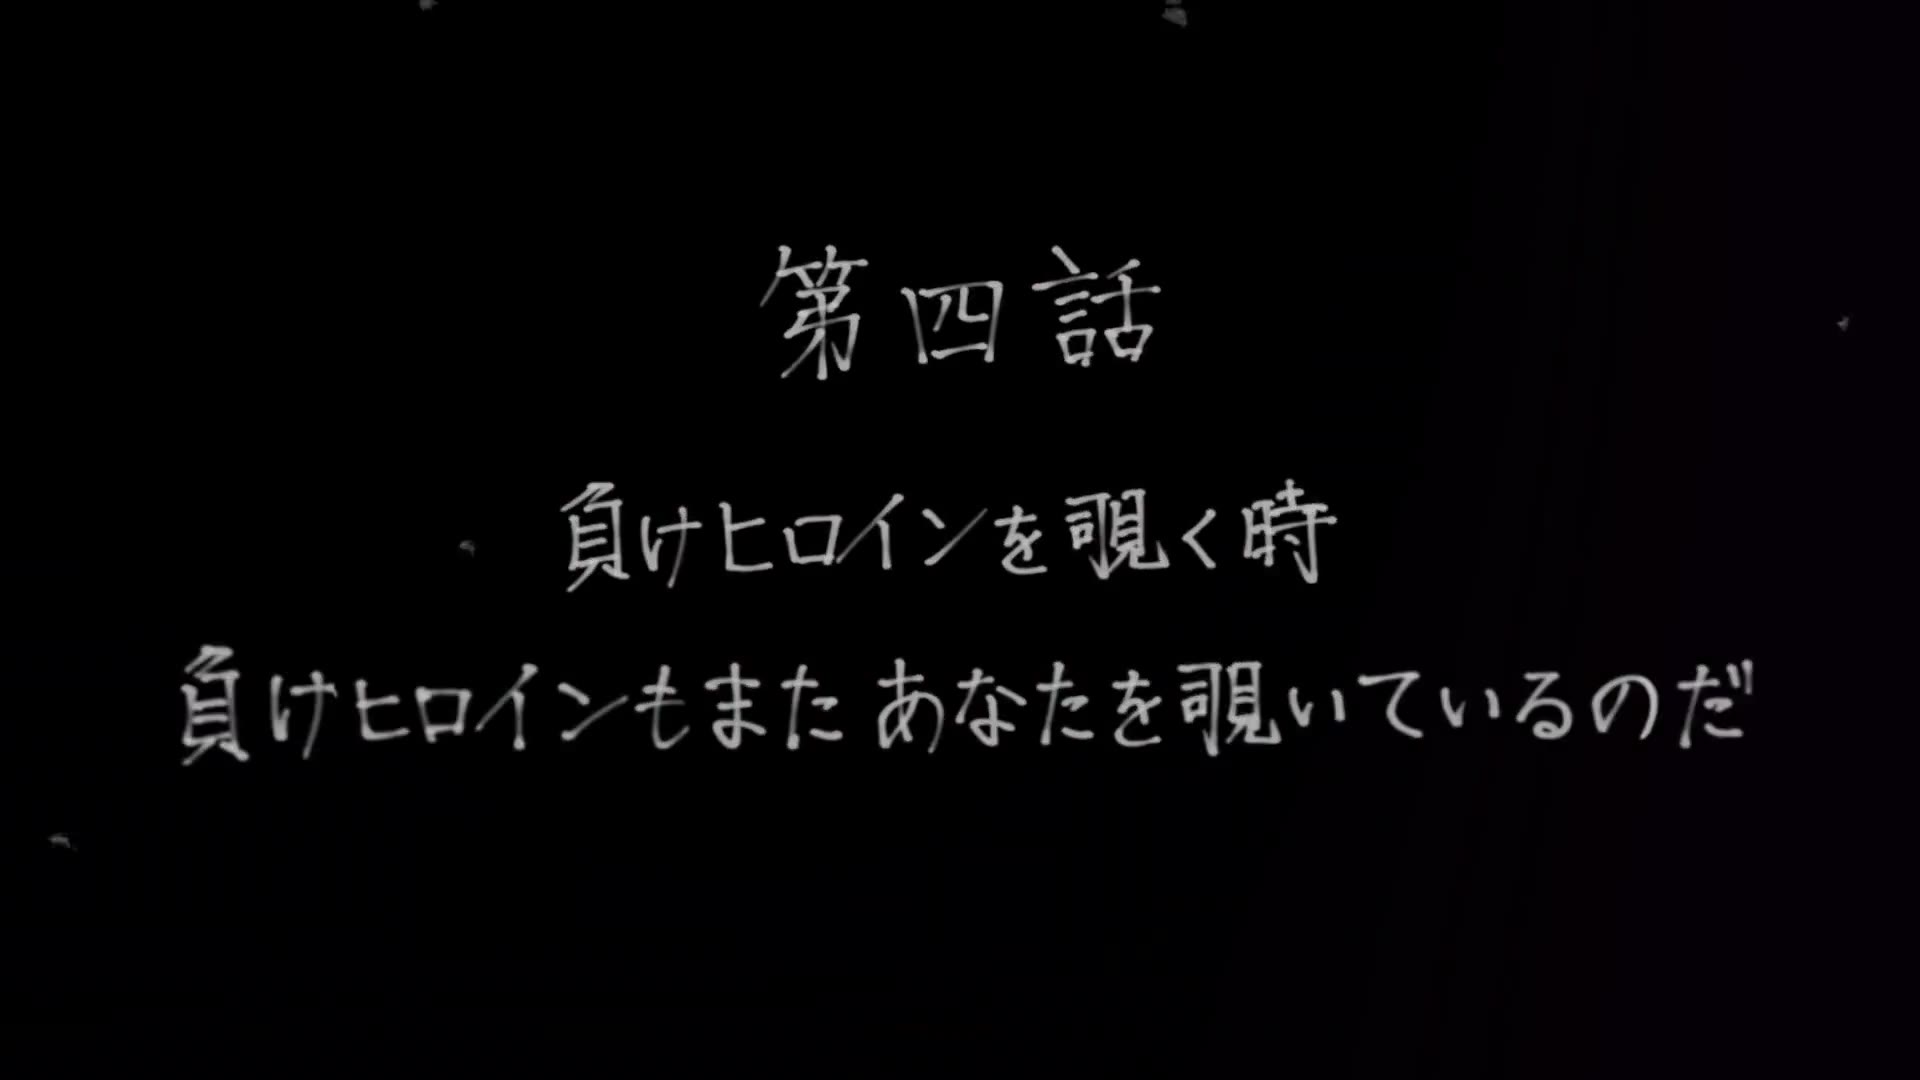 第四話
負けヒロインを覗く時
負けヒロインもまた あなたを覗いているのだ